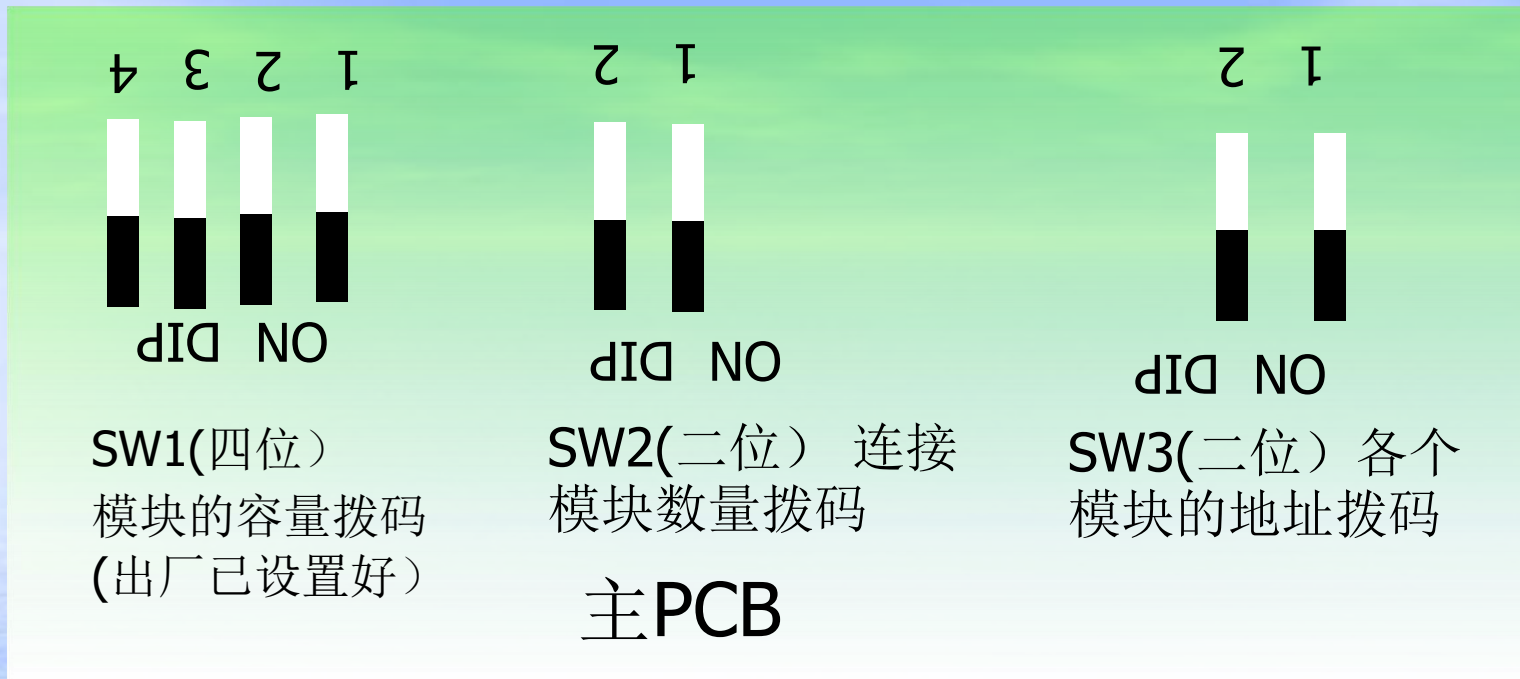 4 3 2 1
2 1
2 1
ON DIP
ON DIP
ON DIP
SW1(四位）
模块的容量拨码
(出厂已设置好）
SW2(二位） 连接
模块数量拨码
SW3(二位）各个
模块的地址拨码
主PCB